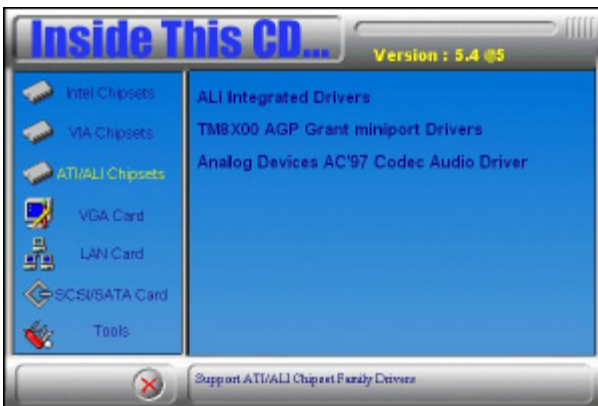 Inside This CD...
Version : 5.4 @5
Intel Chipsets
VIA Chipsets
ATI/ALI Chipsets
VGA Card
LAN Card
SCSI/SATA Card
Tools
ALi Integrated Drivers
TM8X00 AGP Grant miniport Drivers
Analog Devices AC'97 Codec Audio Driver
Support ATI/ALI Chipset Family Drivers